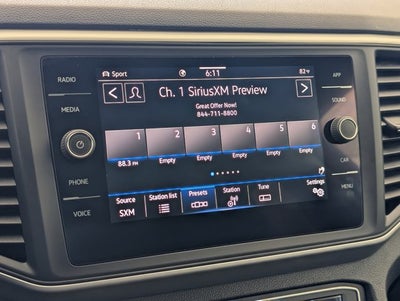 RADIO
MEDIA
PHONE
VOICE
APP
SOUND
CAR
MENU
Sport 6:11 82°F
Ch. 1 SiriusXM Preview
Great Offer Now!
844-711-8800
1 2 3 4 5 6
88.3 FM Empty Empty Empty Empty Empty
Source Station list Presets Station Tune Settings
SXM